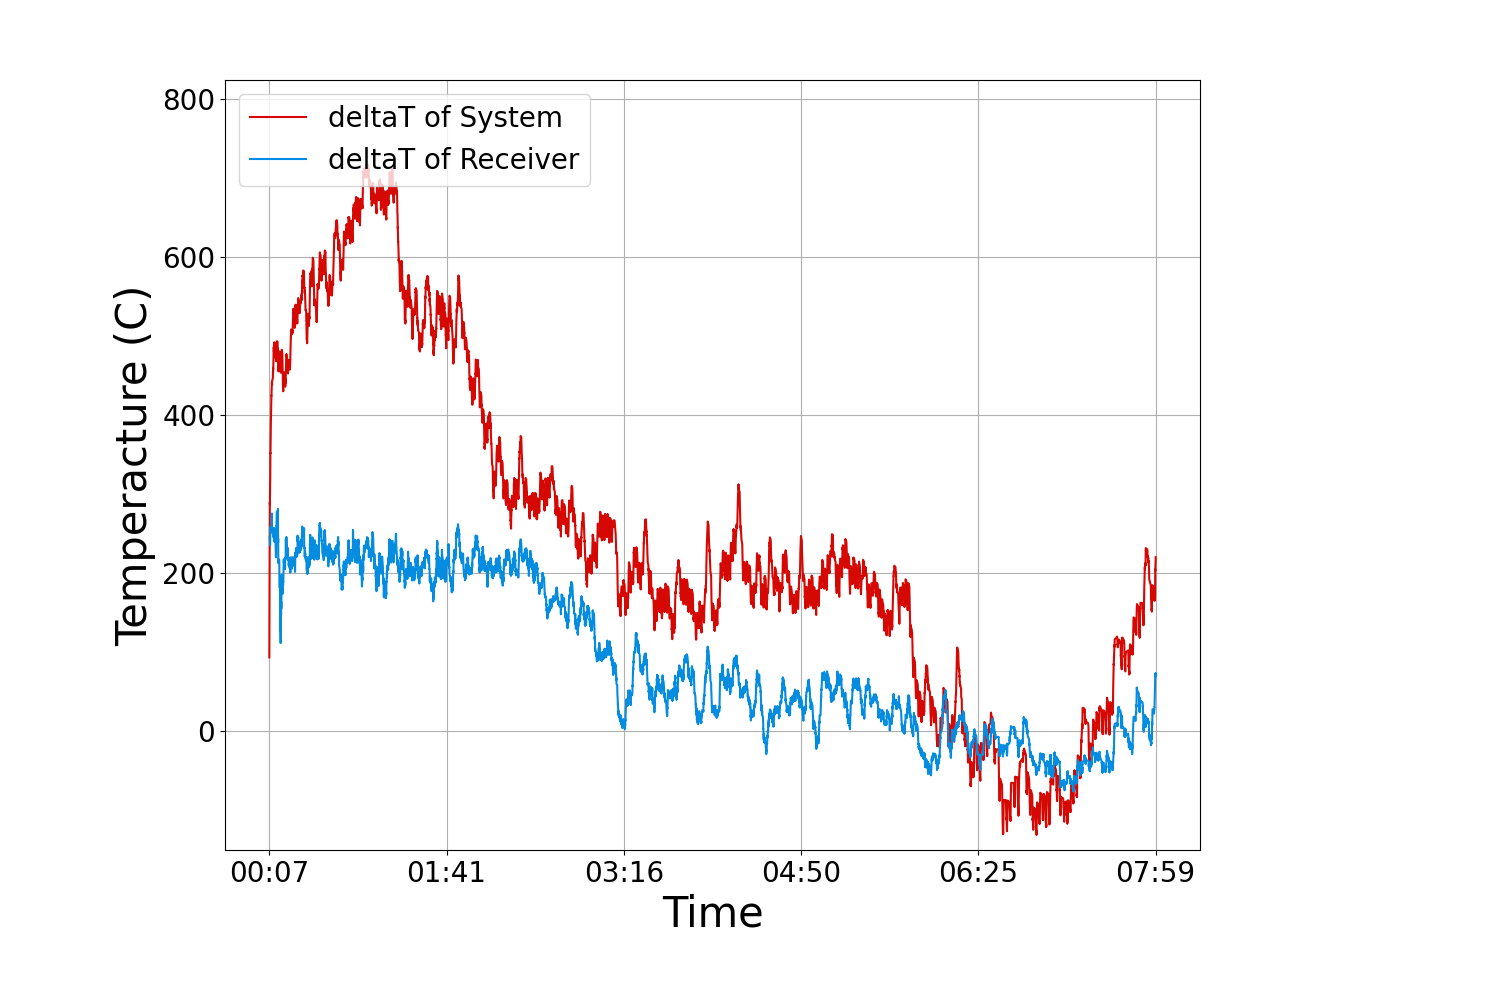 800
600
400
200
0
Temperacture (C)
deltaT of System
deltaT of Receiver
00:07 01:41 03:16 04:50 06:25 07:59
Time